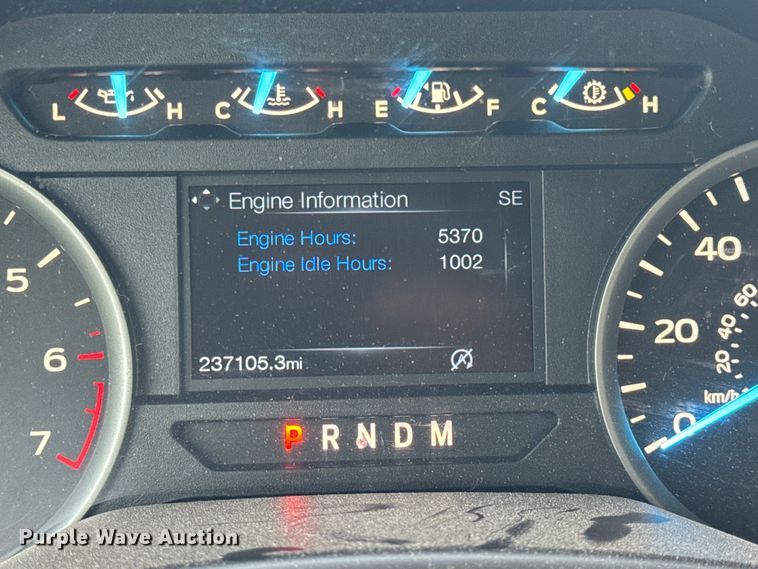 L H C H E F C H
Engine Information SE
Engine Hours: 5370
Engine Idle Hours: 1002
237105.3mi
P R N D M
5
6
7
40
20
0
60
40
20
km/h
Purple Wave Auction